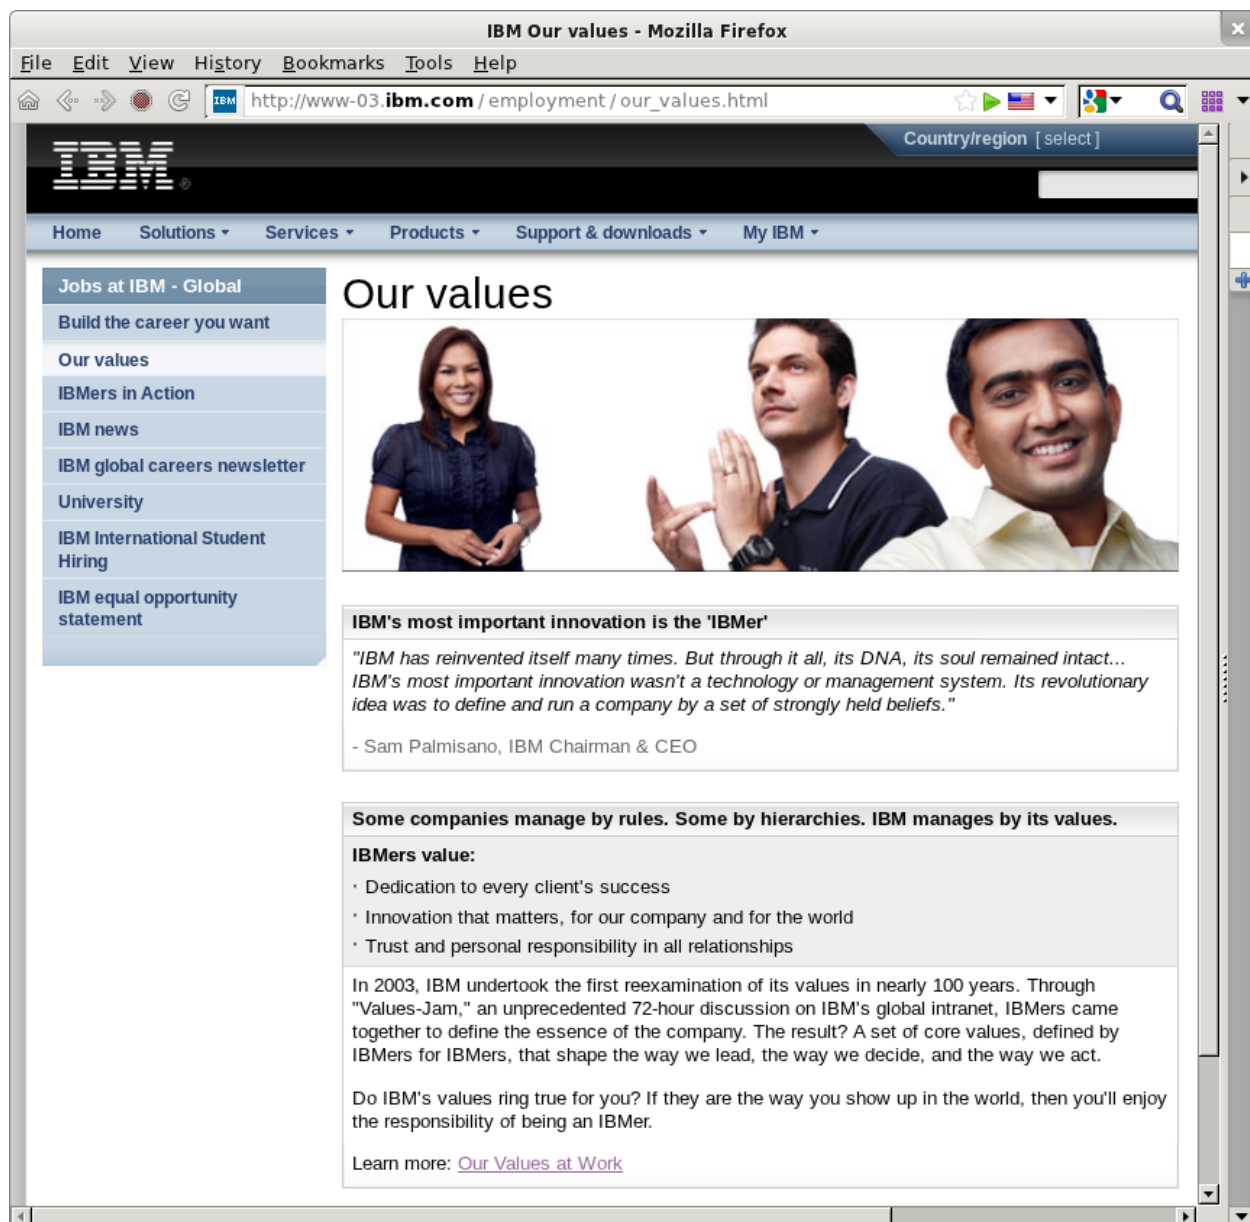 IBM Our values - Mozilla Firefox
File Edit View History Bookmarks Tools Help
IBM http://www-03.ibm.com/employment/our_values.html
Country/region [ select ]
IBM ®
Home Solutions Services Products Support & downloads My IBM
Jobs at IBM - Global
Build the career you want
Our values
IBMers in Action
IBM news
IBM global careers newsletter
University
IBM International Student
Hiring
IBM equal opportunity
statement
Our values
IBM's most important innovation is the 'IBMer'
"IBM has reinvented itself many times. But through it all, its DNA, its soul remained intact...
IBM's most important innovation wasn't a technology or management system. Its revolutionary
idea was to define and run a company by a set of strongly held beliefs."
- Sam Palmisano, IBM Chairman & CEO
Some companies manage by rules. Some by hierarchies. IBM manages by its values.
IBMers value:
· Dedication to every client's success
· Innovation that matters, for our company and for the world
· Trust and personal responsibility in all relationships
In 2003, IBM undertook the first reexamination of its values in nearly 100 years. Through
"Values-Jam," an unprecedented 72-hour discussion on IBM's global intranet, IBMers came
together to define the essence of the company. The result? A set of core values, defined by
IBMers for IBMers, that shape the way we lead, the way we decide, and the way we act.
Do IBM's values ring true for you? If they are the way you show up in the world, then you'll enjoy
the responsibility of being an IBMer.
Learn more: Our Values at Work